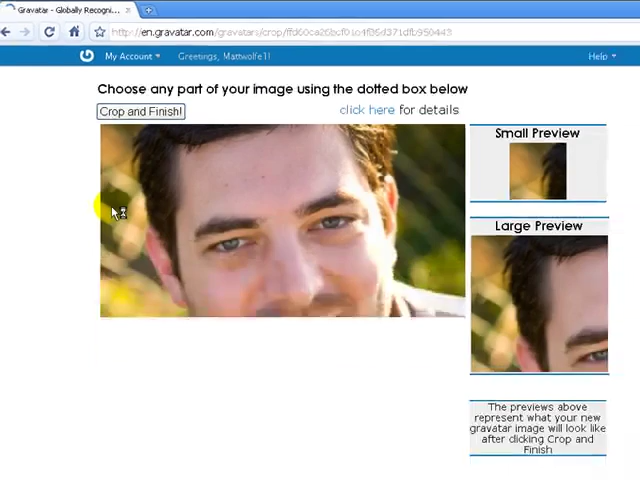 Gravatar - Globally Recogni...
http://en.gravatar.com/gravatars/crop/
My Account
Greetings, Mattwolfe1!
Help
Choose any part of your image using the dotted box below
Crop and Finish!
click here for details
Small Preview
Large Preview
The previews above
represent what your new
gravatar image will look like
after clicking Crop and
Finish